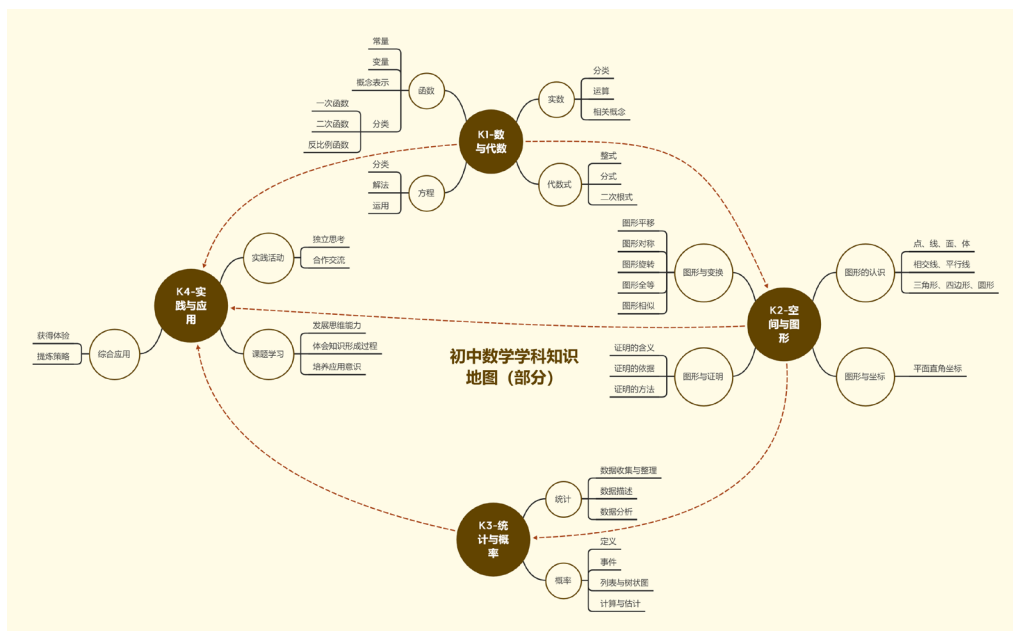 初中数学学科知识
地图（部分）
K1-数
与代数
函数
常量
变量
概念表示
分类
一次函数
二次函数
反比例函数
方程
分类
解法
运用
实数
分类
运算
相关概念
代数式
整式
分式
二次根式
K2-空
间与图
形
图形与变换
图形平移
图形对称
图形旋转
图形全等
图形相似
图形与证明
证明的含义
证明的依据
证明的方法
图形的认识
点、线、面、体
相交线、平行线
三角形、四边形、圆形
图形与坐标
平面直角坐标
K3-统
计与概
率
统计
数据收集与整理
数据描述
数据分析
概率
定义
事件
列表与树状图
计算与估计
K4-实
践与应
用
实践活动
独立思考
合作交流
课题学习
发展思维能力
体会知识形成过程
培养应用意识
综合应用
获得体验
提炼策略